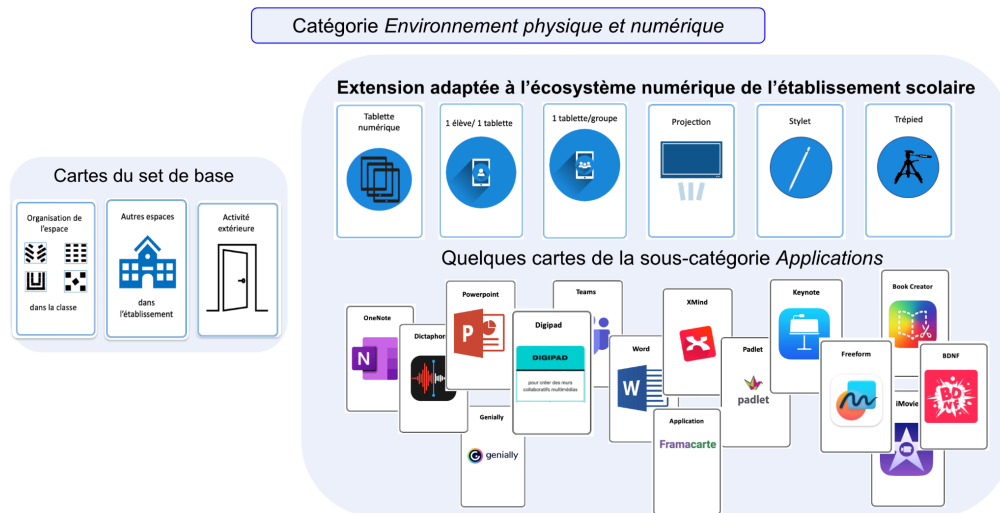 Catégorie Environnement physique et numérique
Extension adaptée à l'écosystème numérique de l'établissement scolaire
Tablette
numérique
1 élève/ 1 tablette
1 tablette/groupe
Projection
Stylet
Trépied
Cartes du set de base
Organisation de
l'espace
dans la classe
Autres espaces
dans
l'établissement
Activité
extérieure
Quelques cartes de la sous-catégorie Applications
OneNote
N
Dictaphon
Powerpoint
P
Digipad
DIGIPAD
pour créer des murs
collaboratifs multimédias
Teams
Word
W
XMind
Padlet
padlet
Keynote
Book Creator
Freeform
BDNF
BD
NF
iMovie
Genially
G genially
Application
Framacarte